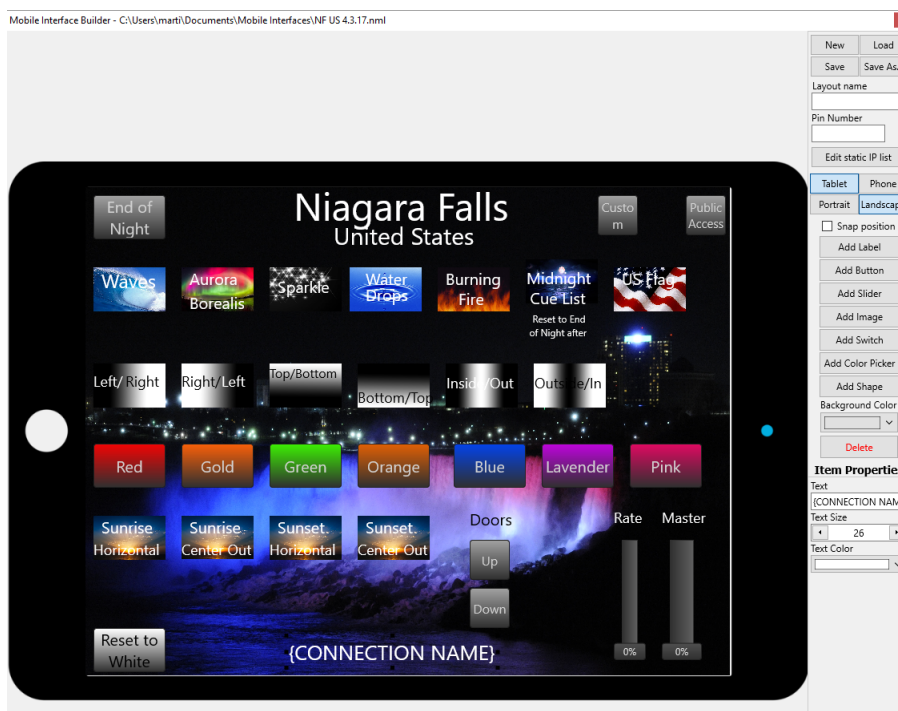 Mobile Interface Builder - C:\Users\marti\Documents\Mobile Interfaces\NF US 4.3.17.nml
New Load
Save Save As.
Layout name
Pin Number
Edit static IP list
Tablet Phone
Portrait Landscap
Snap position
Add Label
Add Button
Add Slider
Add Image
Add Switch
Add Color Picker
Add Shape
Background Color
Delete
Item Propertie
Text
{CONNECTION NAM
Text Size
26
Text Color
End of
Night
Niagara Falls
United States
Custo
m
Public
Access
Waves
Aurora
Borealis
Sparkle
Water
Drops
Burning
Fire
Midnight
Cue List
Reset to End
of Night after
US Flag
Left/ Right
Right/Left
Top/Bottom
Bottom/Top
Inside/Out
Outside/In
Red
Gold
Green
Orange
Blue
Lavender
Pink
Sunrise
Horizontal
Sunrise
Center Out
Sunset.
Horizontal
Sunset.
Center Out
Doors
Up
Down
Rate
Master
0%
0%
Reset to
White
{CONNECTION NAME}